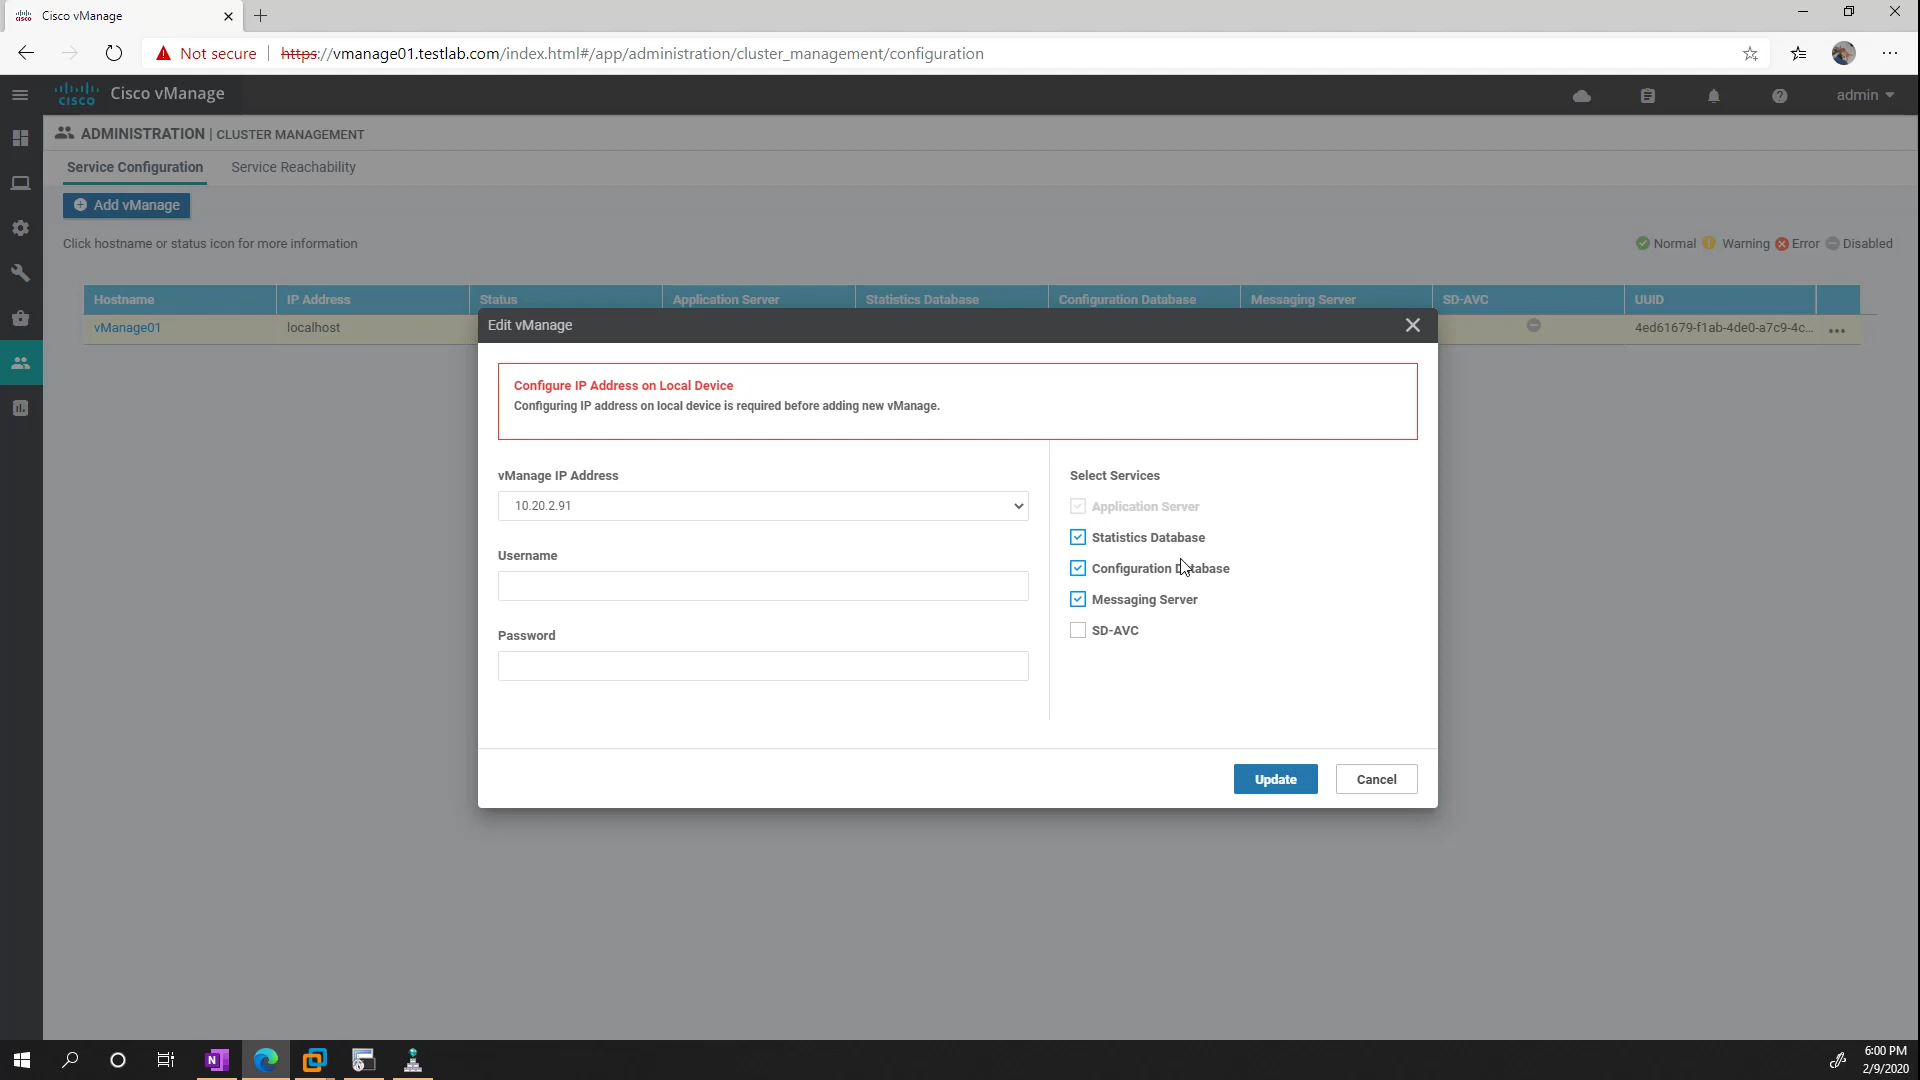 Cisco vManage
Not secure
https://vmanage01.testlab.com/index.html#/app/administration/cluster_management/configuration
CISCO
Cisco vManage
admin
ADMINISTRATION | CLUSTER MANAGEMENT
Service Configuration Service Reachability
Add vManage
Click hostname or status icon for more information
Normal Warning Error Disabled
Hostname IP Address Status Application Server Statistics Database Configuration Database Messaging Server SD-AVC UUID
vManage01 localhost 4ed61679-f1ab-4de0-a7c9-4c...
Edit vManage
Configure IP Address on Local Device
Configuring IP address on local device is required before adding new vManage.
vManage IP Address
10.20.2.91
Username
Password
Select Services
Application Server
Statistics Database
Configuration Database
Messaging Server
SD-AVC
Update Cancel
6:00 PM
2/9/2020